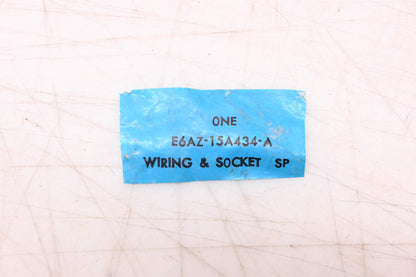 ONE
E6AZ-15A434-A
WIRING & SOCKET SP